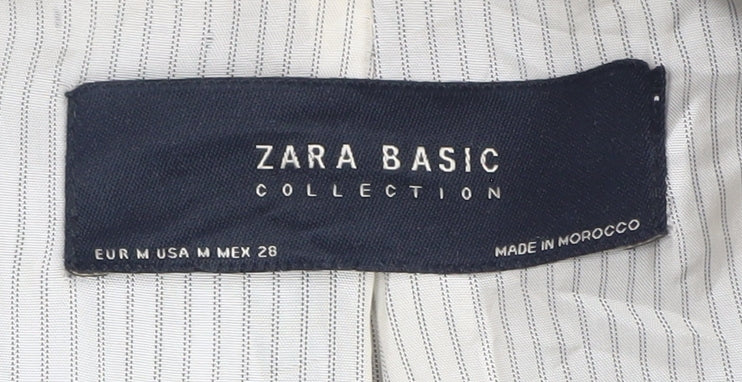 ZARA BASIC
COLLECTION
EUR M USA M MEX 28
MADE IN MOROCCO